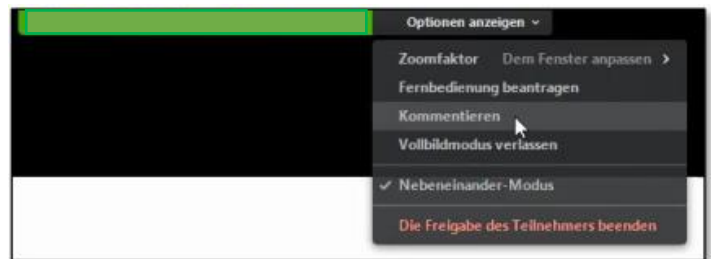 Optionen anzeigen
Zoomfaktor Dem Fenster anpassen
Fernbedienung beantragen
Kommentieren
Vollbildmodus verlassen
Nebeneinander-Modus
Die Freigabe des Teilnehmers beenden